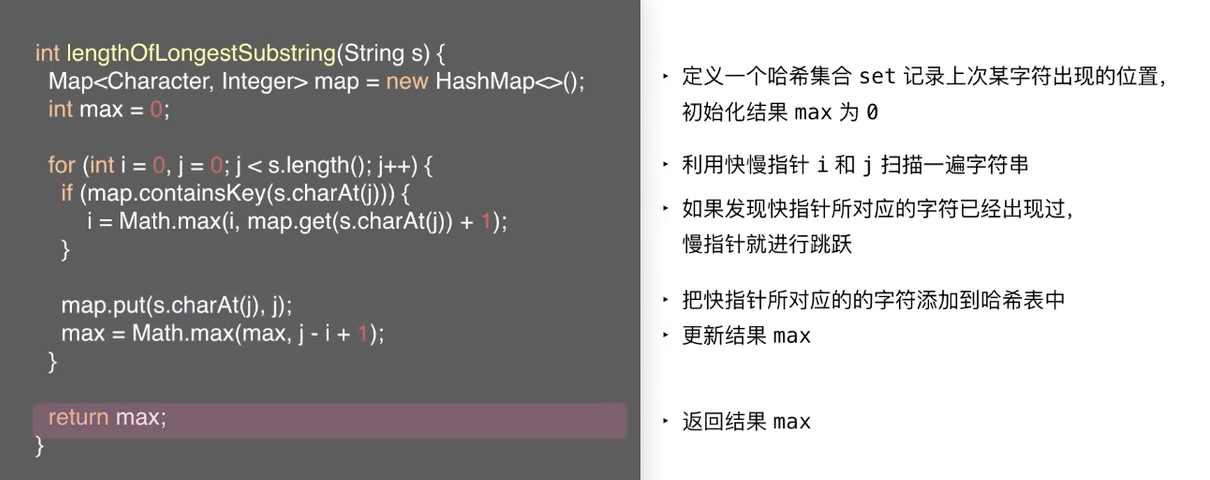 int lengthOfLongestSubstring(String s) {
Map<Character, Integer> map = new HashMap<>();
int max = 0;
for (int i = 0, j = 0; j < s.length(); j++) {
if (map.containsKey(s.charAt(j))) {
i = Math.max(i, map.get(s.charAt(j)) + 1);
}
map.put(s.charAt(j), j);
max = Math.max(max, j - i + 1);
}
return max;
}
‣ 定义一个哈希集合 set 记录上次某字符出现的位置,
初始化结果 max 为 0
‣ 利用快慢指针 i 和 j 扫描一遍字符串
‣ 如果发现快指针所对应的字符已经出现过,
慢指针就进行跳跃
‣ 把快指针所对应的的字符添加到哈希表中
‣ 更新结果 max
‣ 返回结果 max